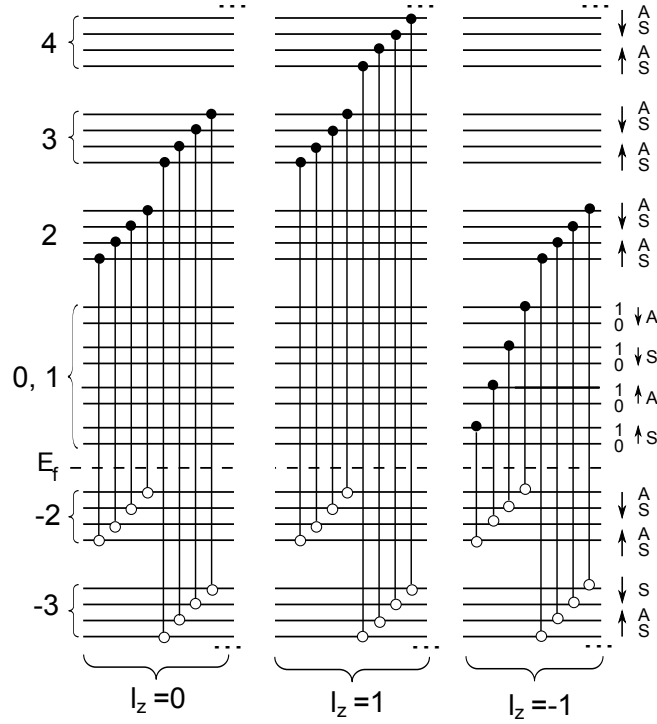 ... ... ...
4 ↓ A
S
↑ A
S
3 ↓ A
S
↑ A
S
2 ↓ A
S
↑ A
S
0, 1
1
0 ↓ A
1
0 ↓ S
1
0 ↑ A
1
0 ↑ S
E_f
-2 ↓ A
S
↑ A
S
-3 ↓ S
↑ A
S
... ... ...
l_z =0 l_z =1 l_z =-1